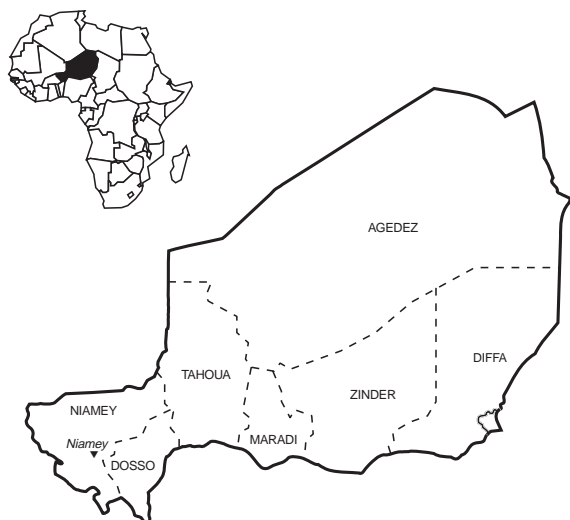 AGEDEZ
DIFFA
TAHOUA
ZINDER
NIAMEY
MARADI
Niamey
DOSSO